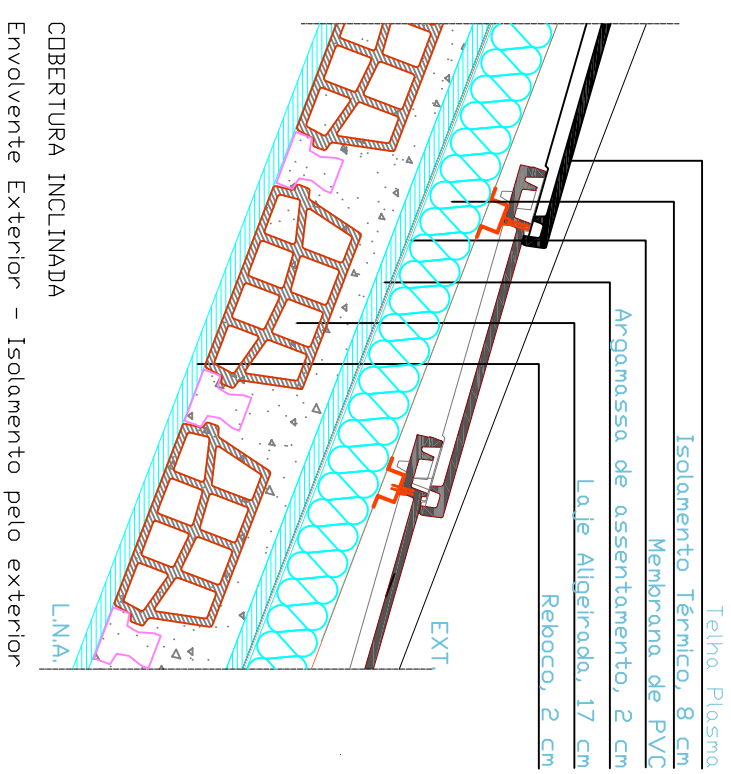 Telha Plasma
Isolamento Térmico, 8 cm
Membrana de PVC
Argamassa de assentamento, 2 cm
Laje Aligeirada, 17 cm
Reboco, 2 cm
EXT
L.N.A.
COBERTURA INCLINADA
Envolvente Exterior - Isolamento pelo exterior